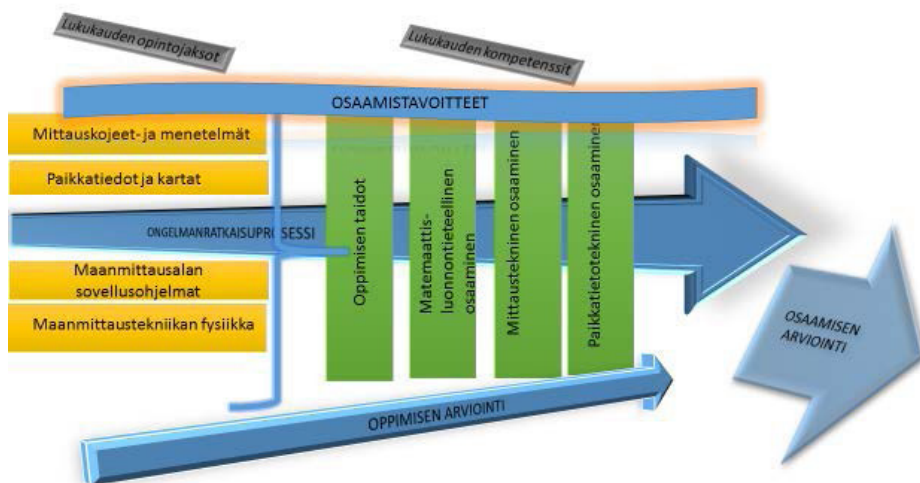 Lukukauden opintojaksot
Lukukauden kompetenssit
OSAAMISTAVOITTEET
Mittauskojeet- ja menetelmät
Paikkatiedot ja kartat
ONGELMANRATKAISUPROSESSI
Maanmittausalan
sovellusohjelmat
Maanmittaustekniikan fysiikka
Oppimisen taidot
Matemaattis-
luonnontieteellinen
osaaminen
Mittaustekninen osaaminen
Paikkatietotekninen osaaminen
OPPIMISEN ARVIOINTI
OSAAMISEN
ARVIOINTI